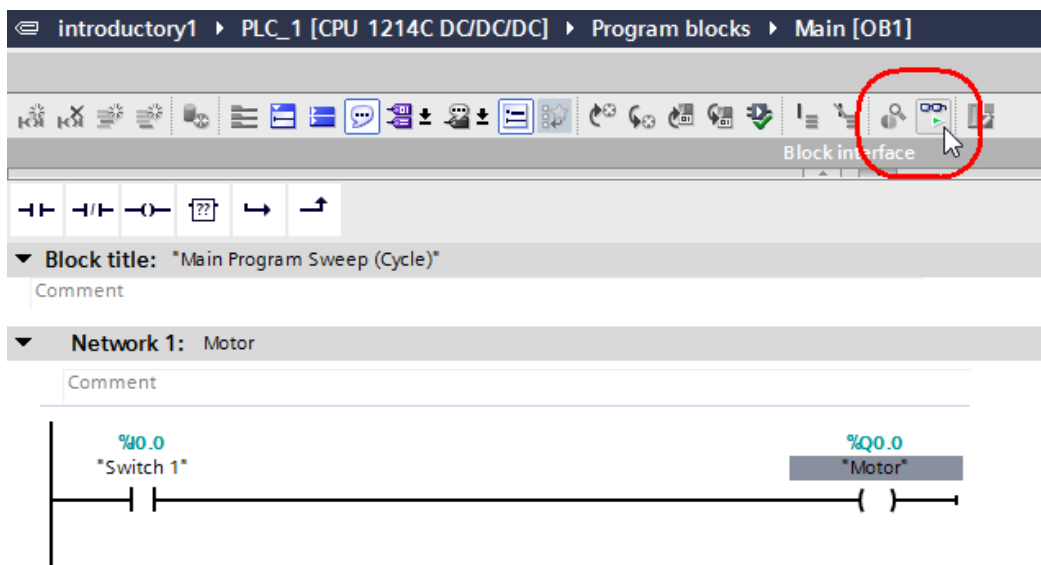 introductory1 ▸ PLC_1 [CPU 1214C DC/DC/DC] ▸ Program blocks ▸ Main [OB1]
Block interface
??
Block title: "Main Program Sweep (Cycle)"
Comment
Network 1: Motor
Comment
%I0.0 %Q0.0
"Switch 1" "Motor"